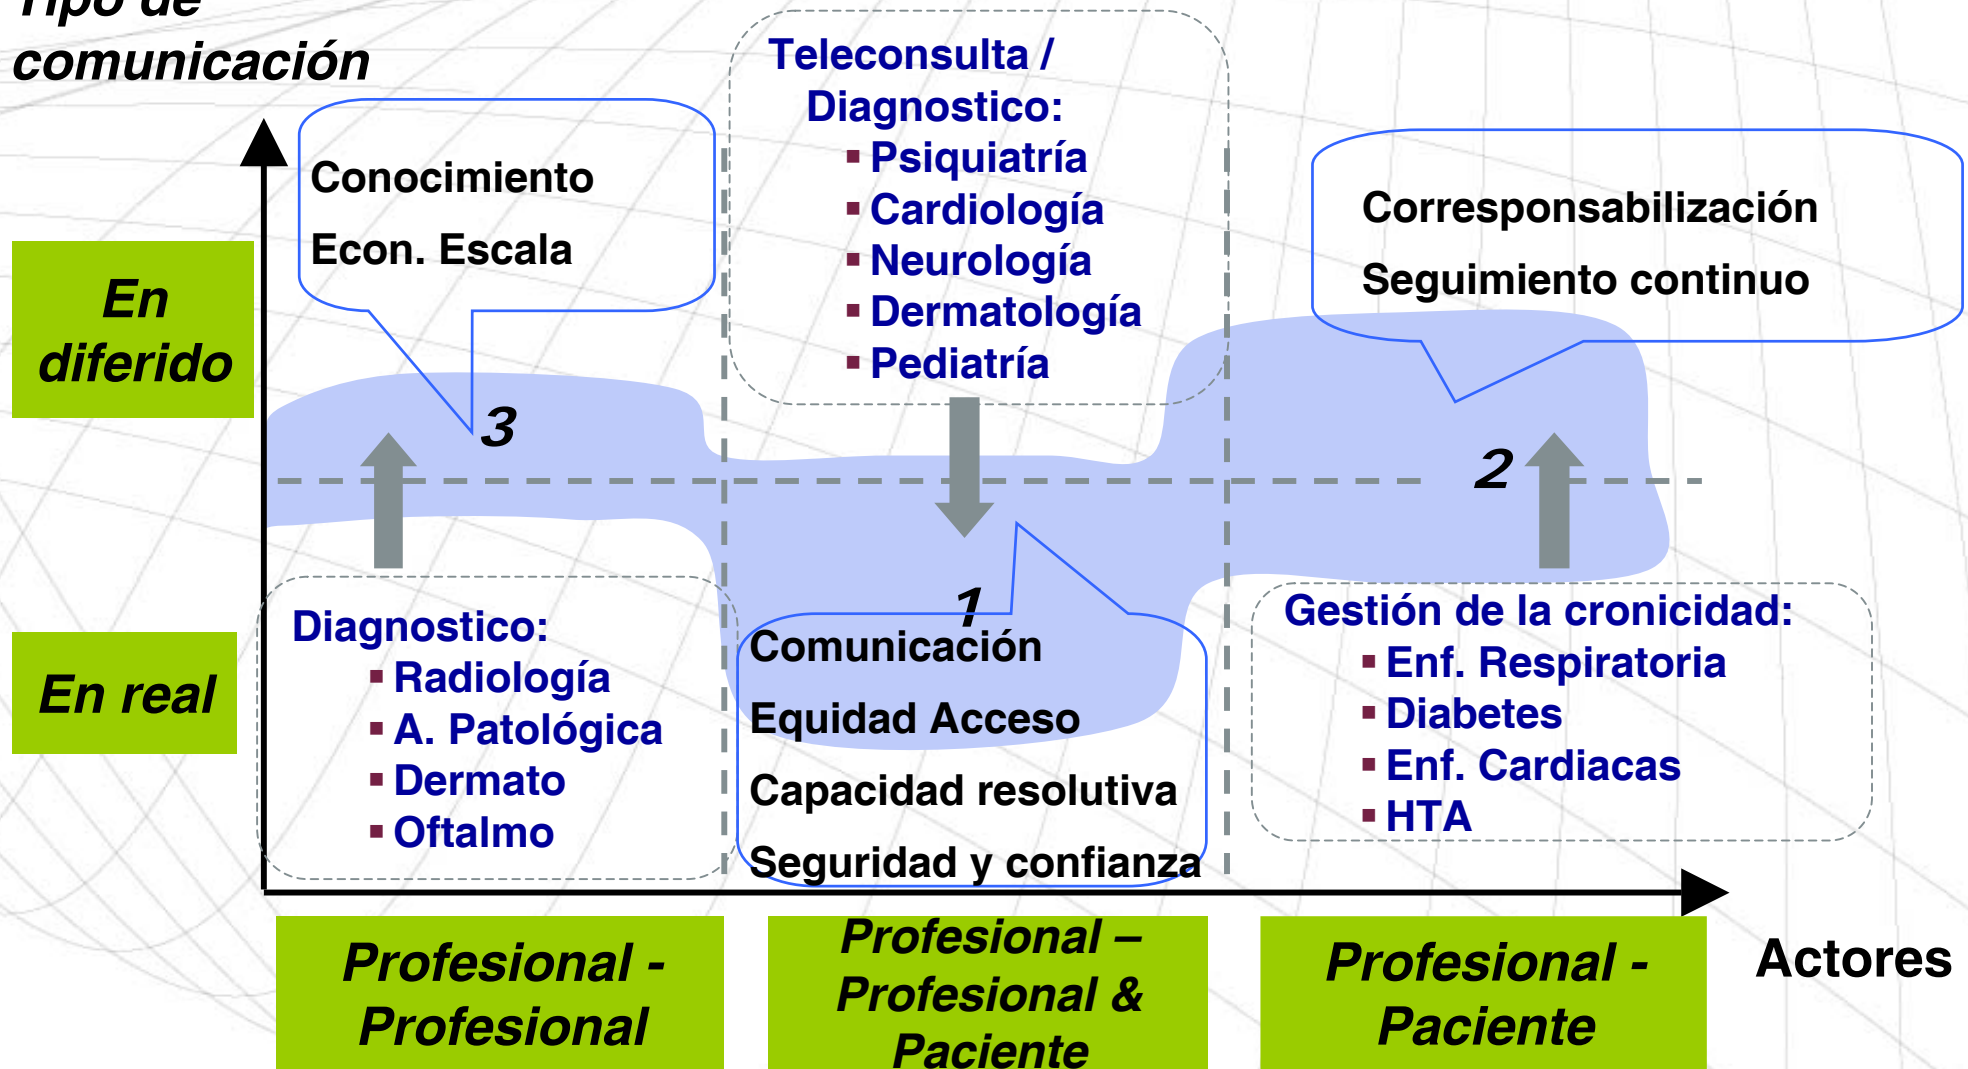 Tipo de
comunicación
Conocimiento
Econ. Escala
Teleconsulta /
Diagnostico:
▪ Psiquiatría
▪ Cardiología
▪ Neurología
▪ Dermatología
▪ Pediatría
Corresponsabilización
Seguimiento continuo
En
diferido
3
2
1
En real
Diagnostico:
▪ Radiología
▪ A. Patológica
▪ Dermato
▪ Oftalmo
Comunicación
Equidad Acceso
Capacidad resolutiva
Seguridad y confianza
Gestión de la cronicidad:
▪ Enf. Respiratoria
▪ Diabetes
▪ Enf. Cardiacas
▪ HTA
Profesional -
Profesional
Profesional –
Profesional &
Paciente
Profesional -
Paciente
Actores